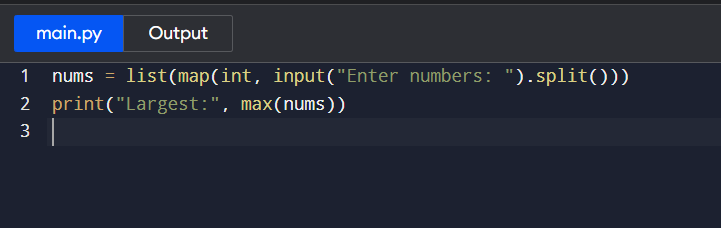 main.py Output
1 nums = list(map(int, input("Enter numbers: ").split()))
2 print("Largest:", max(nums))
3